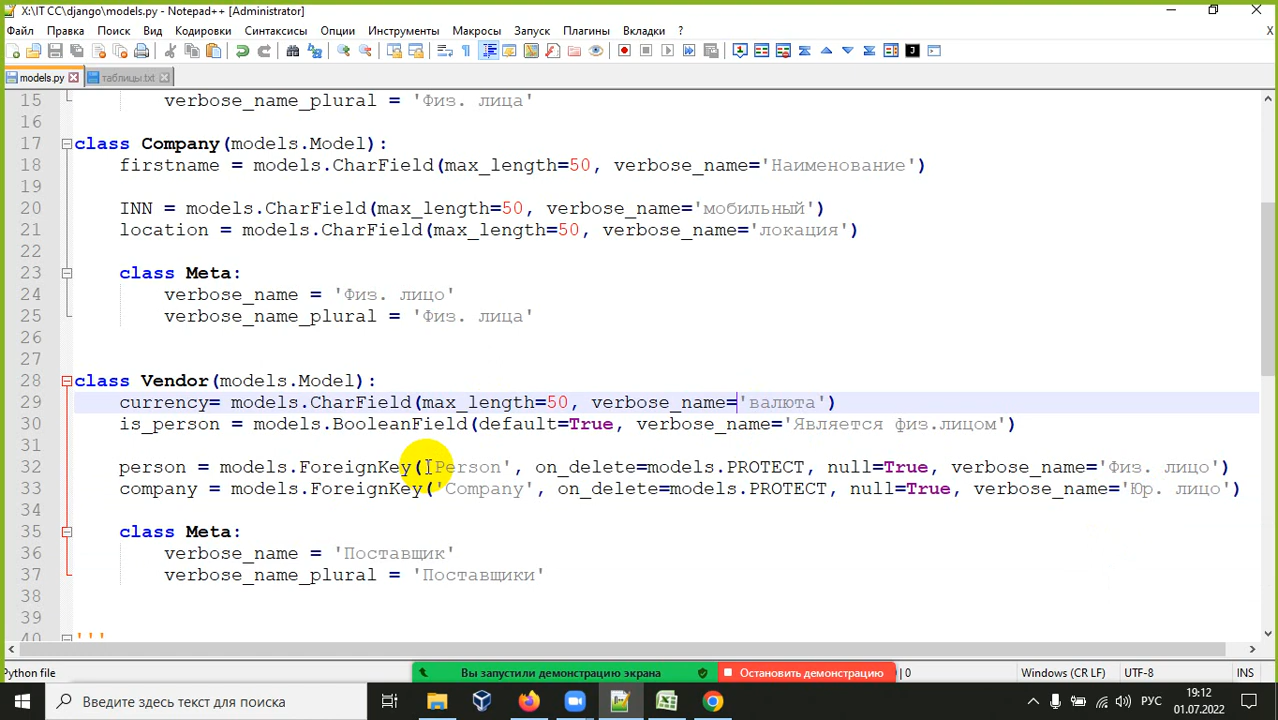 X:\IT CC\django\models.py - Notepad++ [Administrator]
Файл Правка Поиск Вид Кодировки Синтаксисы Опции Инструменты Макросы Запуск Плагины Вкладки ? X
models.py таблицы.txt
15 verbose_name_plural = 'Физ. лица'
16
17 class Company(models.Model):
18 firstname = models.CharField(max_length=50, verbose_name='Наименование')
19
20 INN = models.CharField(max_length=50, verbose_name='мобильный')
21 location = models.CharField(max_length=50, verbose_name='локация')
22
23 class Meta:
24 verbose_name = 'Физ. лицо'
25 verbose_name_plural = 'Физ. лица'
26
27
28 class Vendor(models.Model):
29 currency= models.CharField(max_length=50, verbose_name='валюта')
30 is_person = models.BooleanField(default=True, verbose_name='Является физ.лицом')
31
32 person = models.ForeignKey('Person', on_delete=models.PROTECT, null=True, verbose_name='Физ. лицо')
33 company = models.ForeignKey('Company', on_delete=models.PROTECT, null=True, verbose_name='Юр. лицо')
34
35 class Meta:
36 verbose_name = 'Поставщик'
37 verbose_name_plural = 'Поставщики'
38
39
40 '''
Python file Вы запустили демонстрацию экрана Остановить демонстрацию | 0 Windows (CR LF) UTF-8 INS
Введите здесь текст для поиска РУС 19:12
01.07.2022